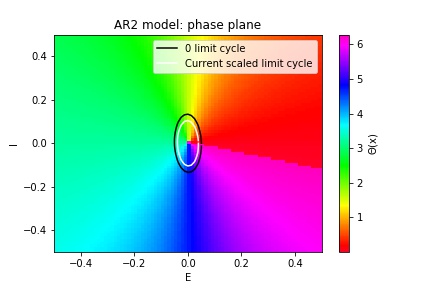 AR2 model: phase plane
0 limit cycle
Current scaled limit cycle
0.4
0.2
0.0
−0.2
−0.4
I
−0.4 −0.2 0.0 0.2 0.4
E
6
5
4
3
2
1
Θ(x)